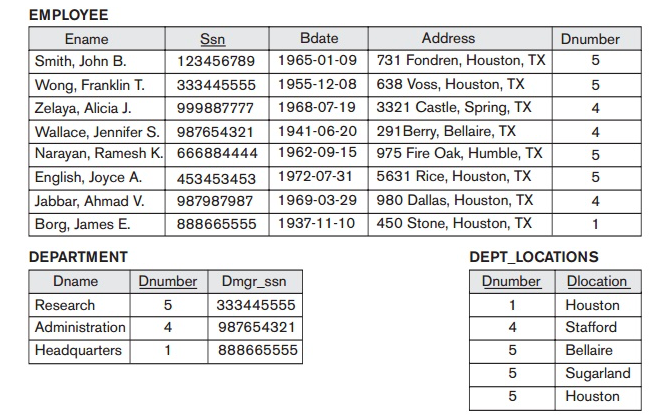 EMPLOYEE
Ename Ssn Bdate Address Dnumber
Smith, John B. 123456789 1965-01-09 731 Fondren, Houston, TX 5
Wong, Franklin T. 333445555 1955-12-08 638 Voss, Houston, TX 5
Zelaya, Alicia J. 999887777 1968-07-19 3321 Castle, Spring, TX 4
Wallace, Jennifer S. 987654321 1941-06-20 291Berry, Bellaire, TX 4
Narayan, Ramesh K. 666884444 1962-09-15 975 Fire Oak, Humble, TX 5
English, Joyce A. 453453453 1972-07-31 5631 Rice, Houston, TX 5
Jabbar, Ahmad V. 987987987 1969-03-29 980 Dallas, Houston, TX 4
Borg, James E. 888665555 1937-11-10 450 Stone, Houston, TX 1
DEPARTMENT
Dname Dnumber Dmgr_ssn
Research 5 333445555
Administration 4 987654321
Headquarters 1 888665555
DEPT_LOCATIONS
Dnumber Dlocation
1 Houston
4 Stafford
5 Bellaire
5 Sugarland
5 Houston